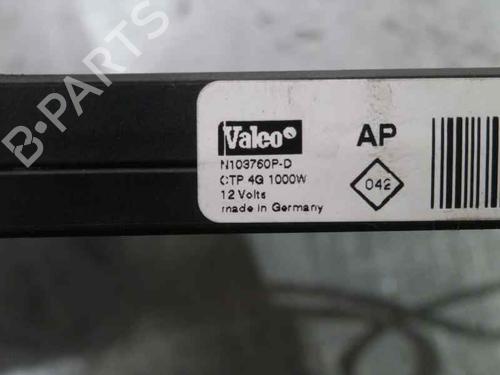 Valeo
AP
N103760P-D
CTP 4G 1000W
042
12 Volts
made in Germany
B-PARTS